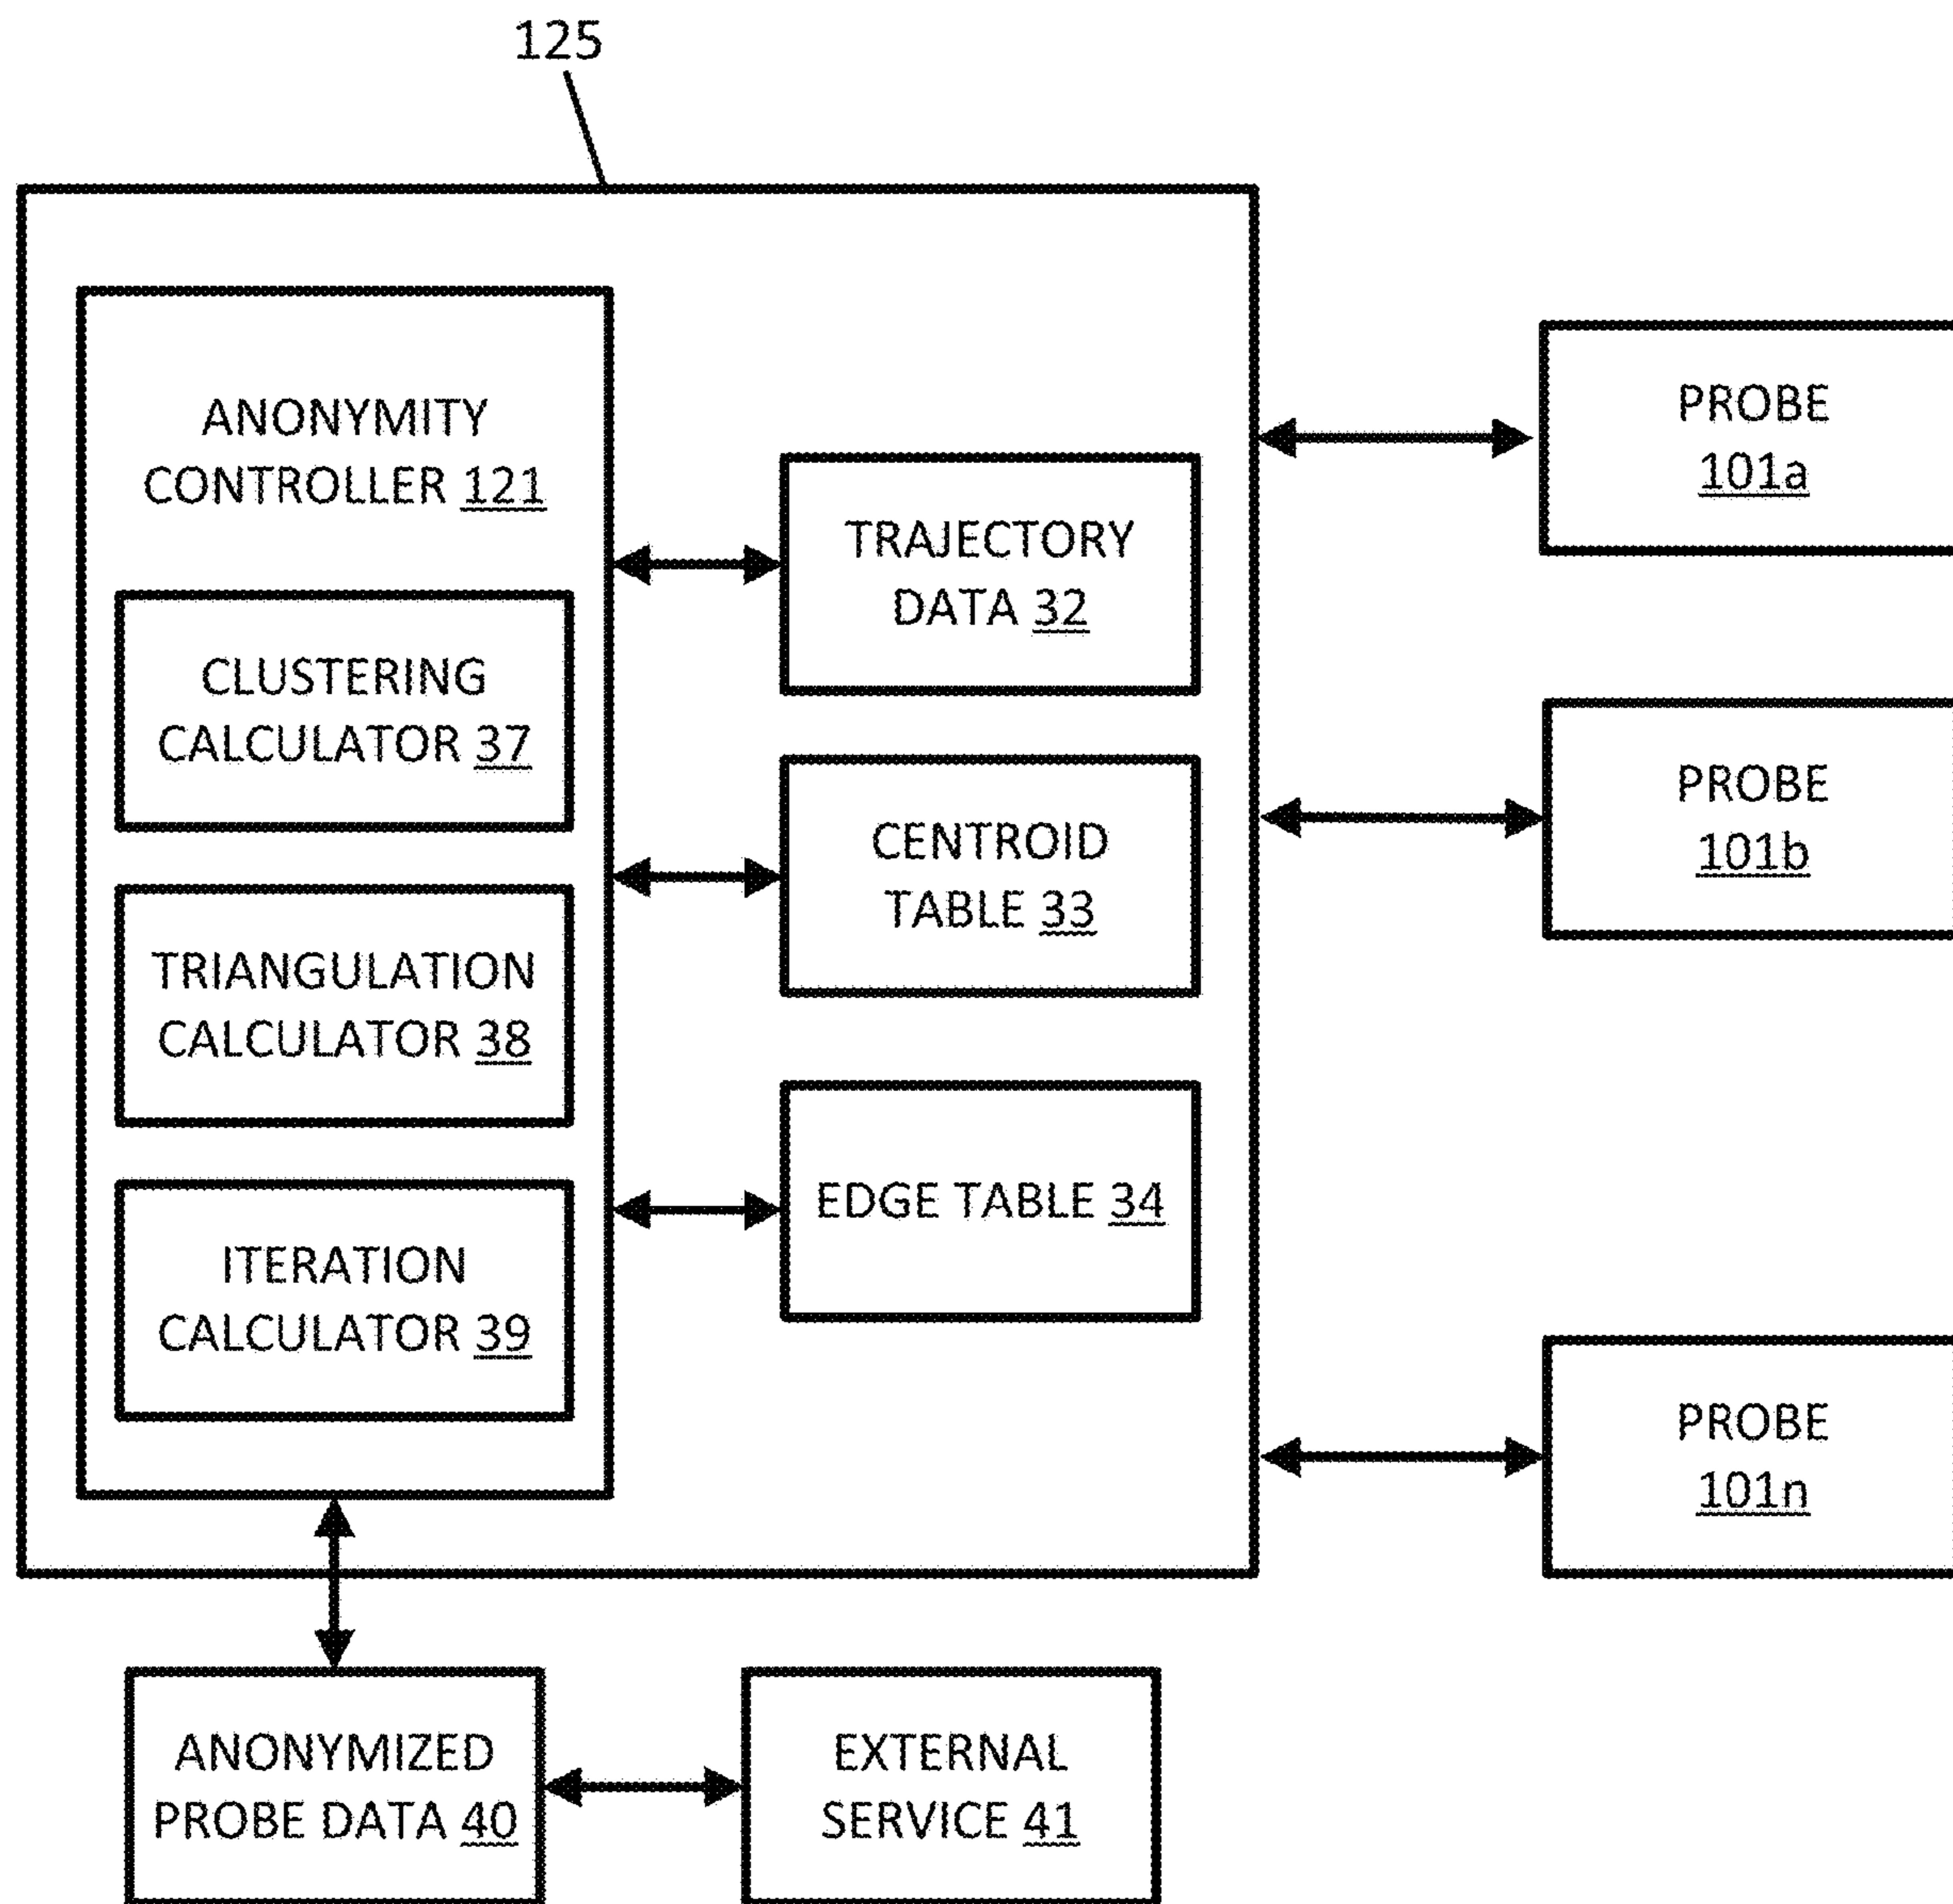 125
ANONYMITY
CONTROLLER 121
CLUSTERING
CALCULATOR 37
TRIANGULATION
CALCULATOR 38
ITERATION
CALCULATOR 39
TRAJECTORY
DATA 32
CENTROID
TABLE 33
EDGE TABLE 34
PROBE
101a
PROBE
101b
PROBE
101n
ANONYMIZED
PROBE DATA 40
EXTERNAL
SERVICE 41